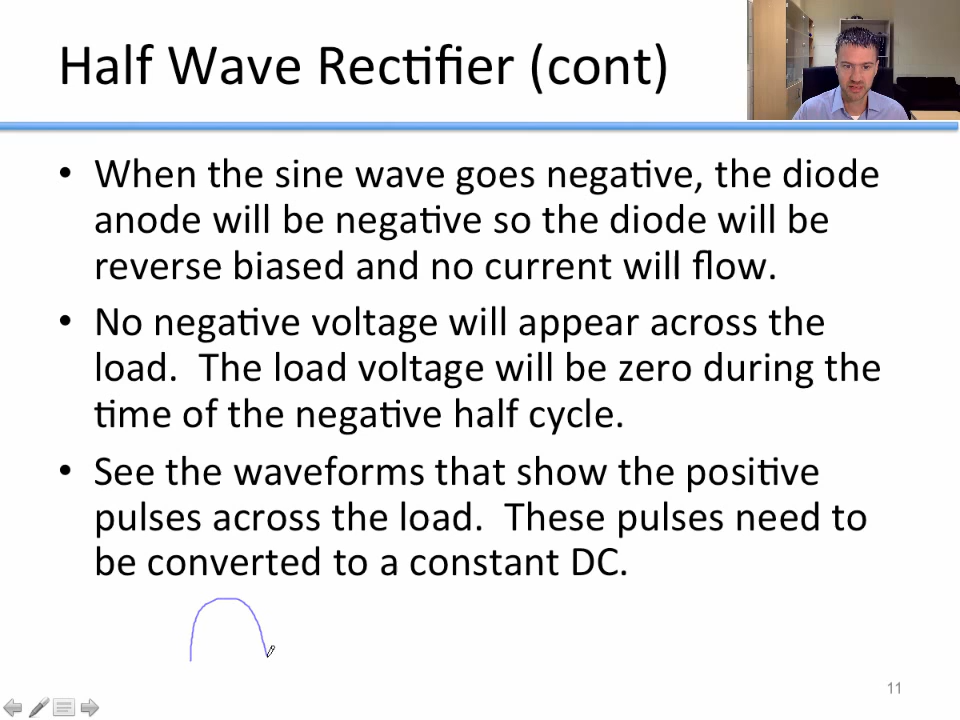 Half Wave Rectifier (cont)
• When the sine wave goes negative, the diode
anode will be negative so the diode will be
reverse biased and no current will flow.
• No negative voltage will appear across the
load.  The load voltage will be zero during the
time of the negative half cycle.
• See the waveforms that show the positive
pulses across the load.  These pulses need to
be converted to a constant DC.
11